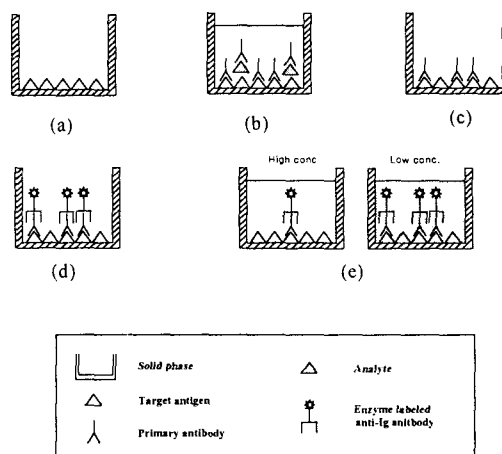 (a)
(b)
(c)
(d)
High conc
Low conc.
(e)
Solid phase
Analyte
Target antigen
Enzyme labeled
anti-Ig anitbody
Primary antibody